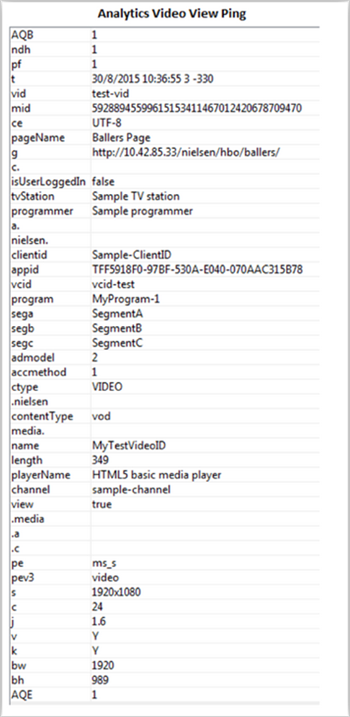 Analytics Video View Ping
AQB 1
ndh 1
pf 1
t 30/8/2015 10:36:55 3 -330
vid test-vid
mid 59288945599615153411467012420678709470
ce UTF-8
pageName Ballers Page
g http://10.42.85.33/nielsen/hbo/ballers/
c.
isUserLoggedIn false
tvStation Sample TV station
programmer Sample programmer
a.
nielsen.
clientid Sample-ClientID
appid TFF5918F0-97BF-530A-E040-070AAC315B78
vcid vcid-test
program MyProgram-1
sega SegmentA
segb SegmentB
segc SegmentC
admodel 2
accmethod 1
ctype VIDEO
.nielsen
contentType vod
media.
name MyTestVideoID
length 349
playerName HTML5 basic media player
channel sample-channel
view true
.media
.a
.c
pe ms_s
pev3 video
s 1920x1080
c 24
j 1.6
v Y
k Y
bw 1920
bh 989
AQE 1